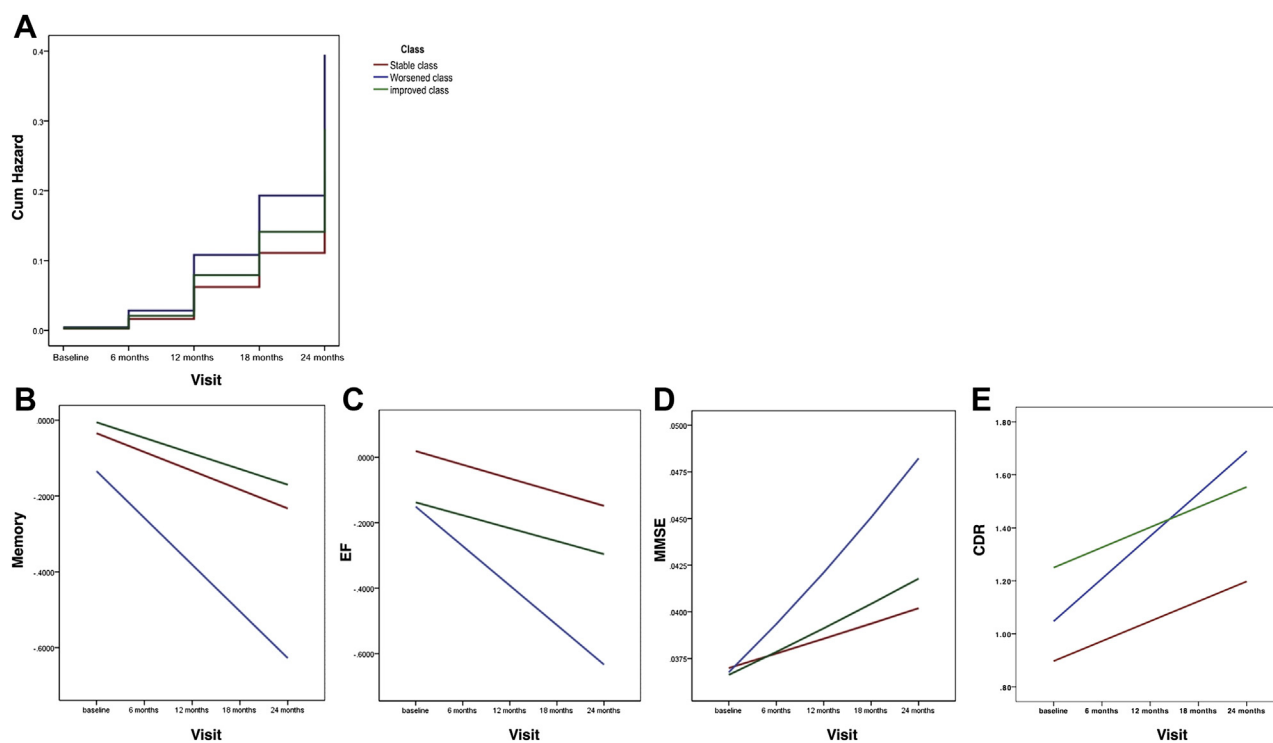 A
Class
Stable class
Worsened class
improved class
0.4
0.3
0.2
0.1
0.0
Cum Hazard
Baseline 6 months 12 months 18 months 24 months
Visit
B
.0000
-.2000
-.4000
-.6000
Memory
baseline 6 months 12 months 18 months 24 months
Visit
C
.0000
-.2000
-.4000
-.6000
EF
baseline 6 months 12 months 18 months 24 months
Visit
D
.0500
.0475
.0450
.0425
.0400
.0375
MMSE
baseline 6 months 12 months 18 months 24 months
Visit
E
1.80
1.60
1.40
1.20
1.00
.80
CDR
baseline 6 months 12 months 18 months 24 months
Visit